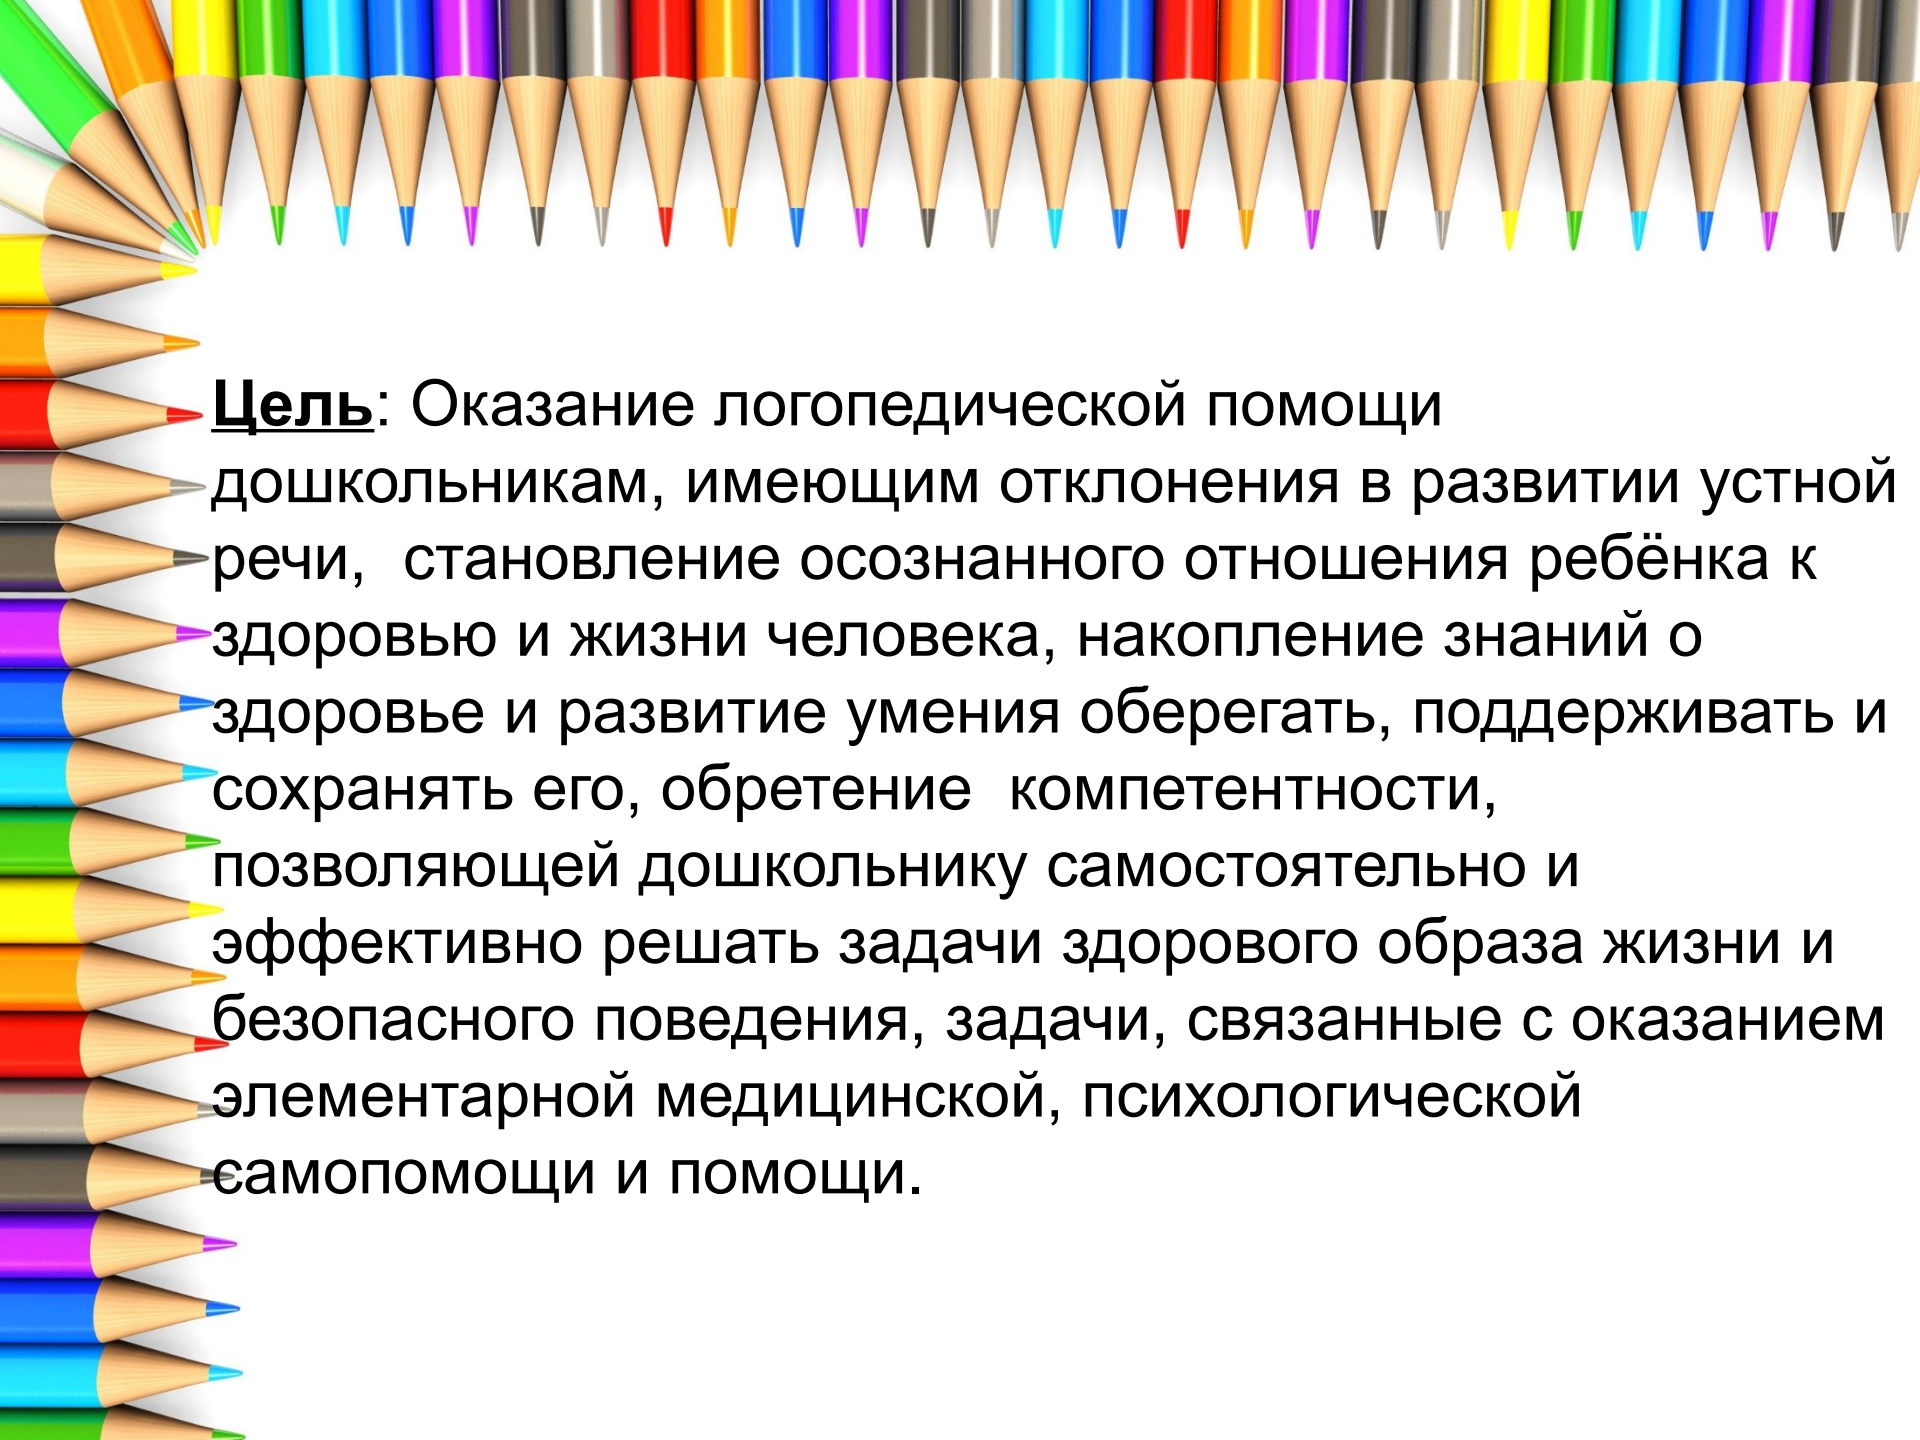 Цель: Оказание логопедической помощи
дошкольникам, имеющим отклонения в развитии устной
речи,  становление осознанного отношения ребёнка к
здоровью и жизни человека, накопление знаний о
здоровье и развитие умения оберегать, поддерживать и
сохранять его, обретение  компетентности,
позволяющей дошкольнику самостоятельно и
эффективно решать задачи здорового образа жизни и
безопасного поведения, задачи, связанные с оказанием
элементарной медицинской, психологической
самопомощи и помощи.